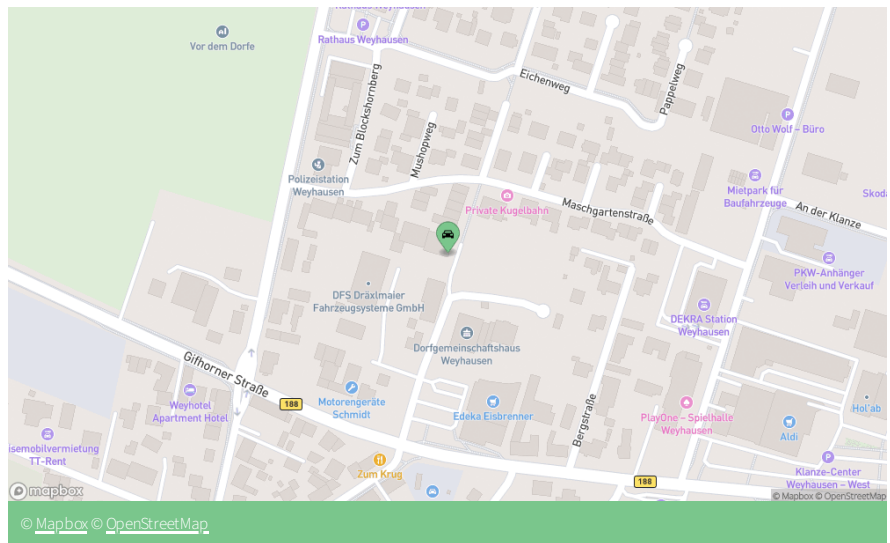 Rathaus Weyhausen
Vor dem Dorfe
Rathaus Weyhausen
Eichenweg
Pappelweg
Zum Blockshornberg
Mushopweg
Otto Wolf – Büro
Polizeistation
Weyhausen
Private Kugelbahn
Maschgartenstraße
Mietpark für
Baufahrzeuge
Skoda
An der Klanze
PKW-Anhänger
Verleih und Verkauf
DFS Dräxlmaier
Fahrzeugsysteme GmbH
DEKRA Station
Weyhausen
Dorfgemeinschaftshaus
Weyhausen
Gifhorner Straße
188
Weyhotel
Apartment Hotel
Motorengeräte
Schmidt
Edeka Eisbrenner
Bergstraße
PlayOne – Spielhalle
Weyhausen
Hol'ab
Aldi
isemobilvermietung
TT-Rent
Zum Krug
188
Klanze-Center
Weyhausen – West
mapbox
© Mapbox © OpenStreetMap
© Mapbox © OpenStreetMap